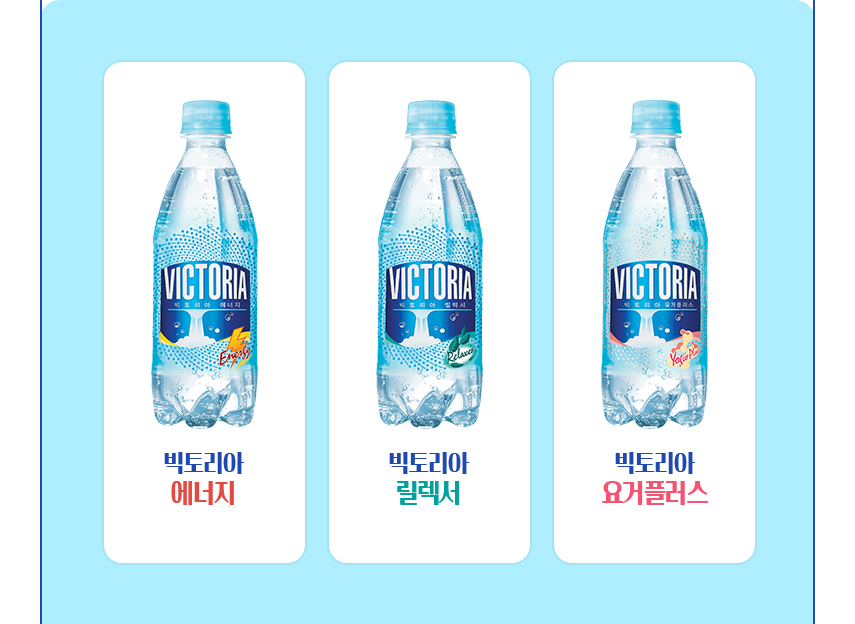 VICTORIA
빅토리아 에너지
Energy
빅토리아
에너지
VICTORIA
빅토리아 릴렉서
Relaxer
빅토리아
릴렉서
VICTORIA
빅토리아 요거플러스
빅토리아
요거플러스